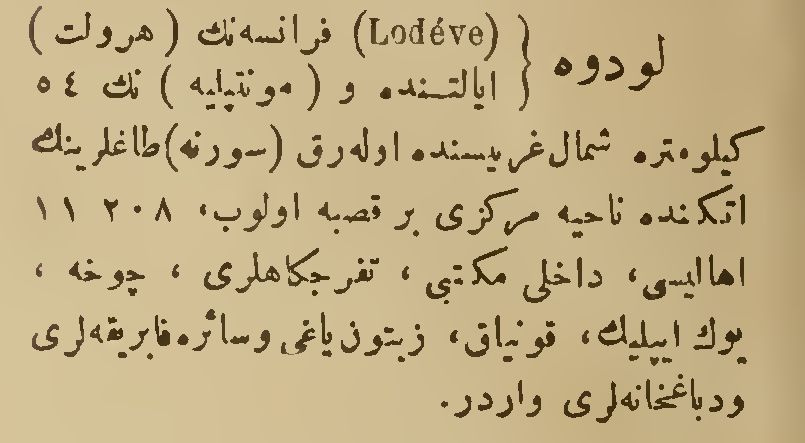 لودوه { (Lodéve) فرانسه‌نك ( هرولت )
ایالتنده و ( مونتپلیه ) نك ٥٤
كیلومتره شمال غربیسنده اوله‌رق (سورنه) طاغلرینك
اتكنده ناحیه مركزی بر قصبه اولوب، ٢٠٨ ١١
اهالیسی، داخلی مكتبی، تفرجكاهلری، چوخه،
یوك ایپلیك، قونیاق، زیتون یاغی وسائره فابریقه‌لری
ودباغخانه‌لری واردر.